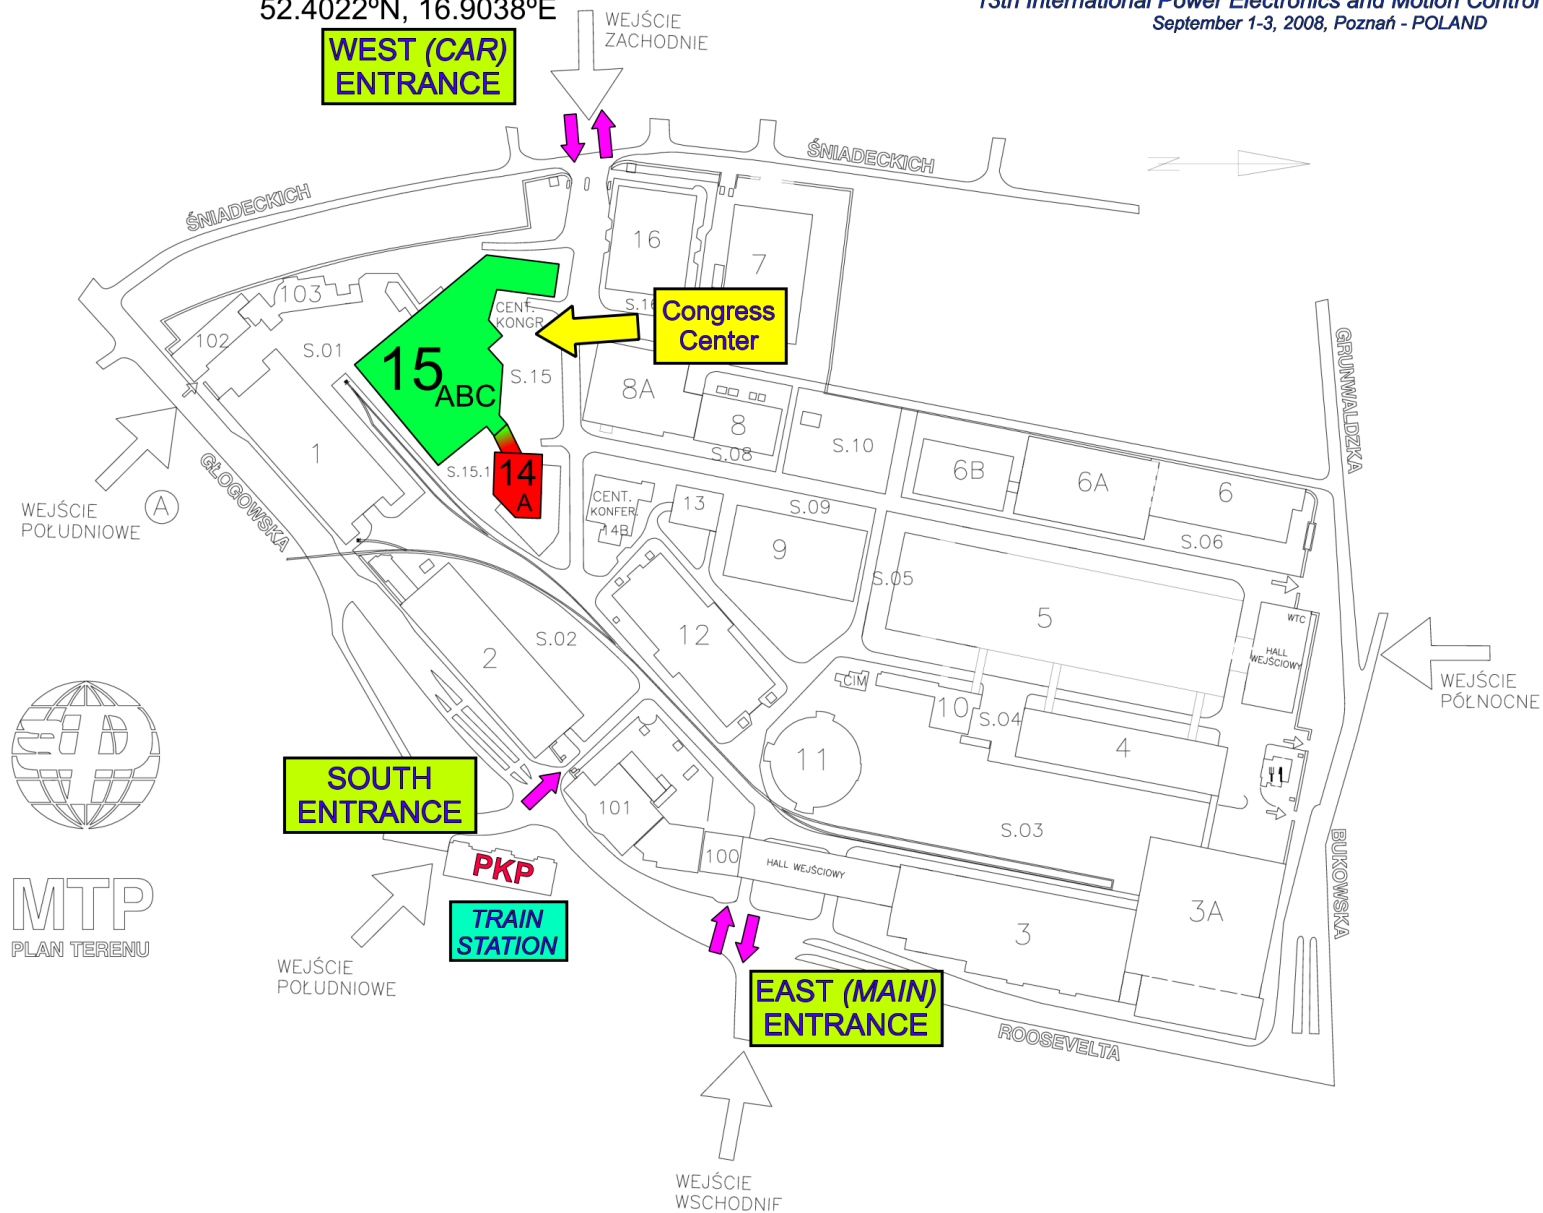 52.4022ºN, 16.9038ºE
13th International Power Electronics and Motion Control
September 1-3, 2008, Poznań - POLAND
WEJŚCIE
ZACHODNIE
WEST (CAR)
ENTRANCE
ŚNIADECKICH
ŚNIADECKICH
N
16
7
103
CENT.
KONGR.
S.16
Congress
Center
102
S.01
15 ABC
S.15
8A
8
S.10
GRUNWALDZKA
1
S.15.1
14
A
S.08
6B
6A
6
GŁOGOWSKA
WEJŚCIE
POŁUDNIOWE
A
CENT.
KONFER.
14B
13
S.09
9
S.06
S.05
5
WTC
HALL
WEJŚCIOWY
2
S.02
12
CIM
10
S.04
4
WEJŚCIE
PÓŁNOCNE
11
SOUTH
ENTRANCE
101
S.03
100
HALL WEJŚCIOWY
PKP
TRAIN
STATION
3
3A
BUKOWSKA
MTP
PLAN TERENU
WEJŚCIE
POŁUDNIOWE
EAST (MAIN)
ENTRANCE
ROOSEVELTA
WEJŚCIE
WSCHODNIE